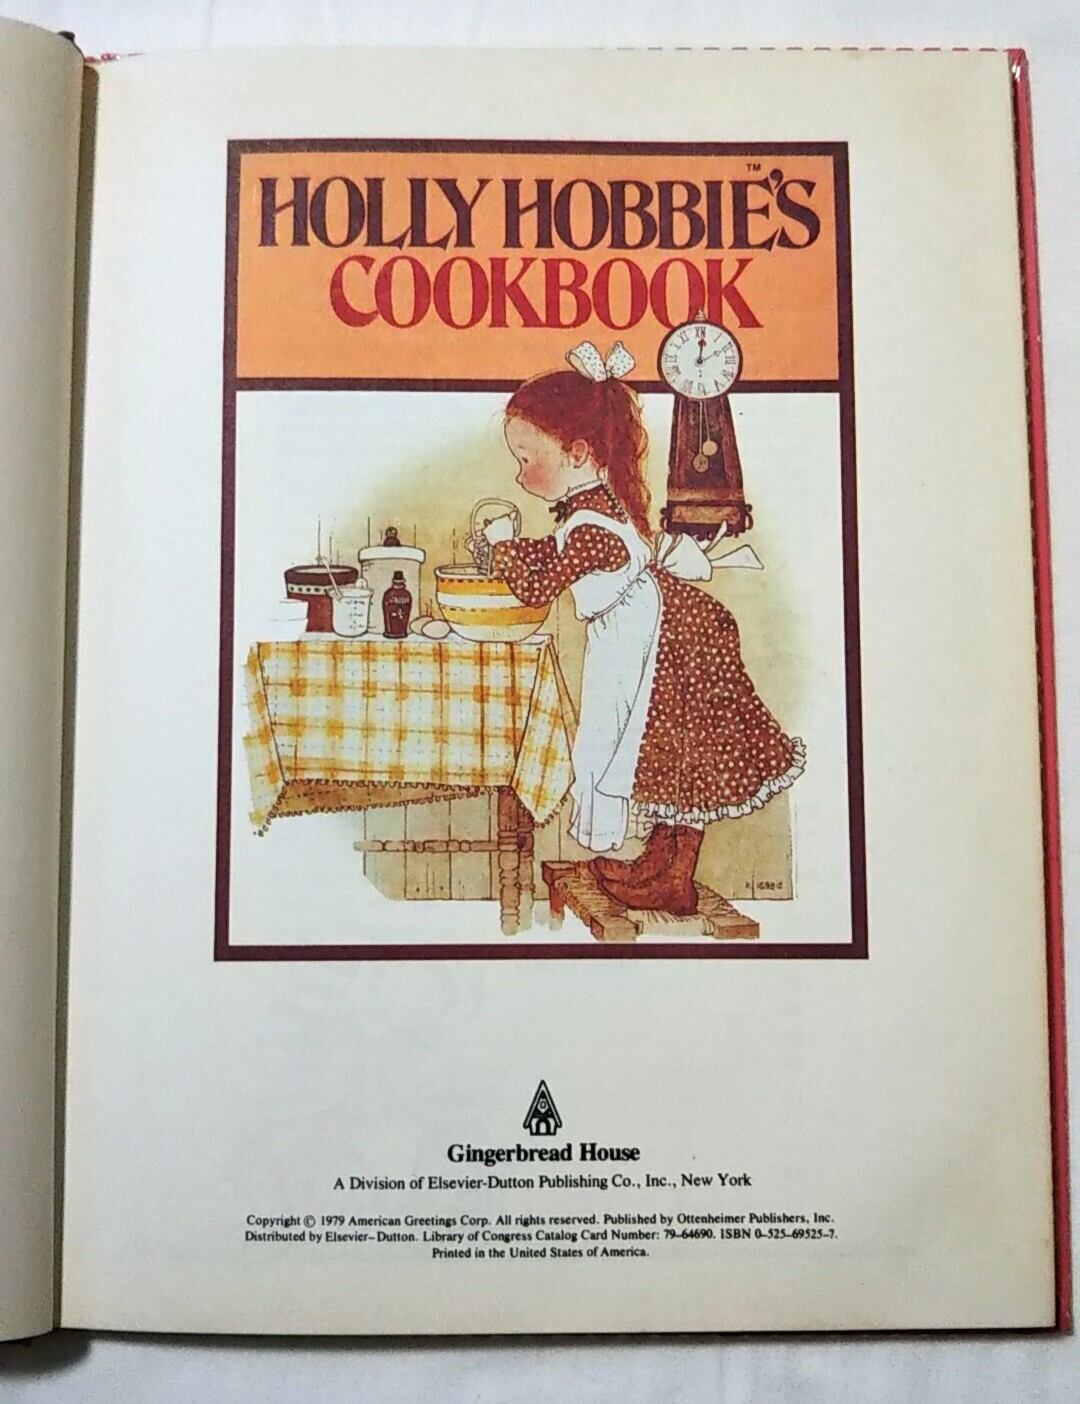 HOLLY HOBBIE'S™
COOKBOOK
Gingerbread House
A Division of Elsevier-Dutton Publishing Co., Inc., New York
Copyright © 1979 American Greetings Corp. All rights reserved. Published by Ottenheimer Publishers, Inc.
Distributed by Elsevier-Dutton. Library of Congress Catalog Card Number: 79-64690. ISBN 0-525-69525-7.
Printed in the United States of America.